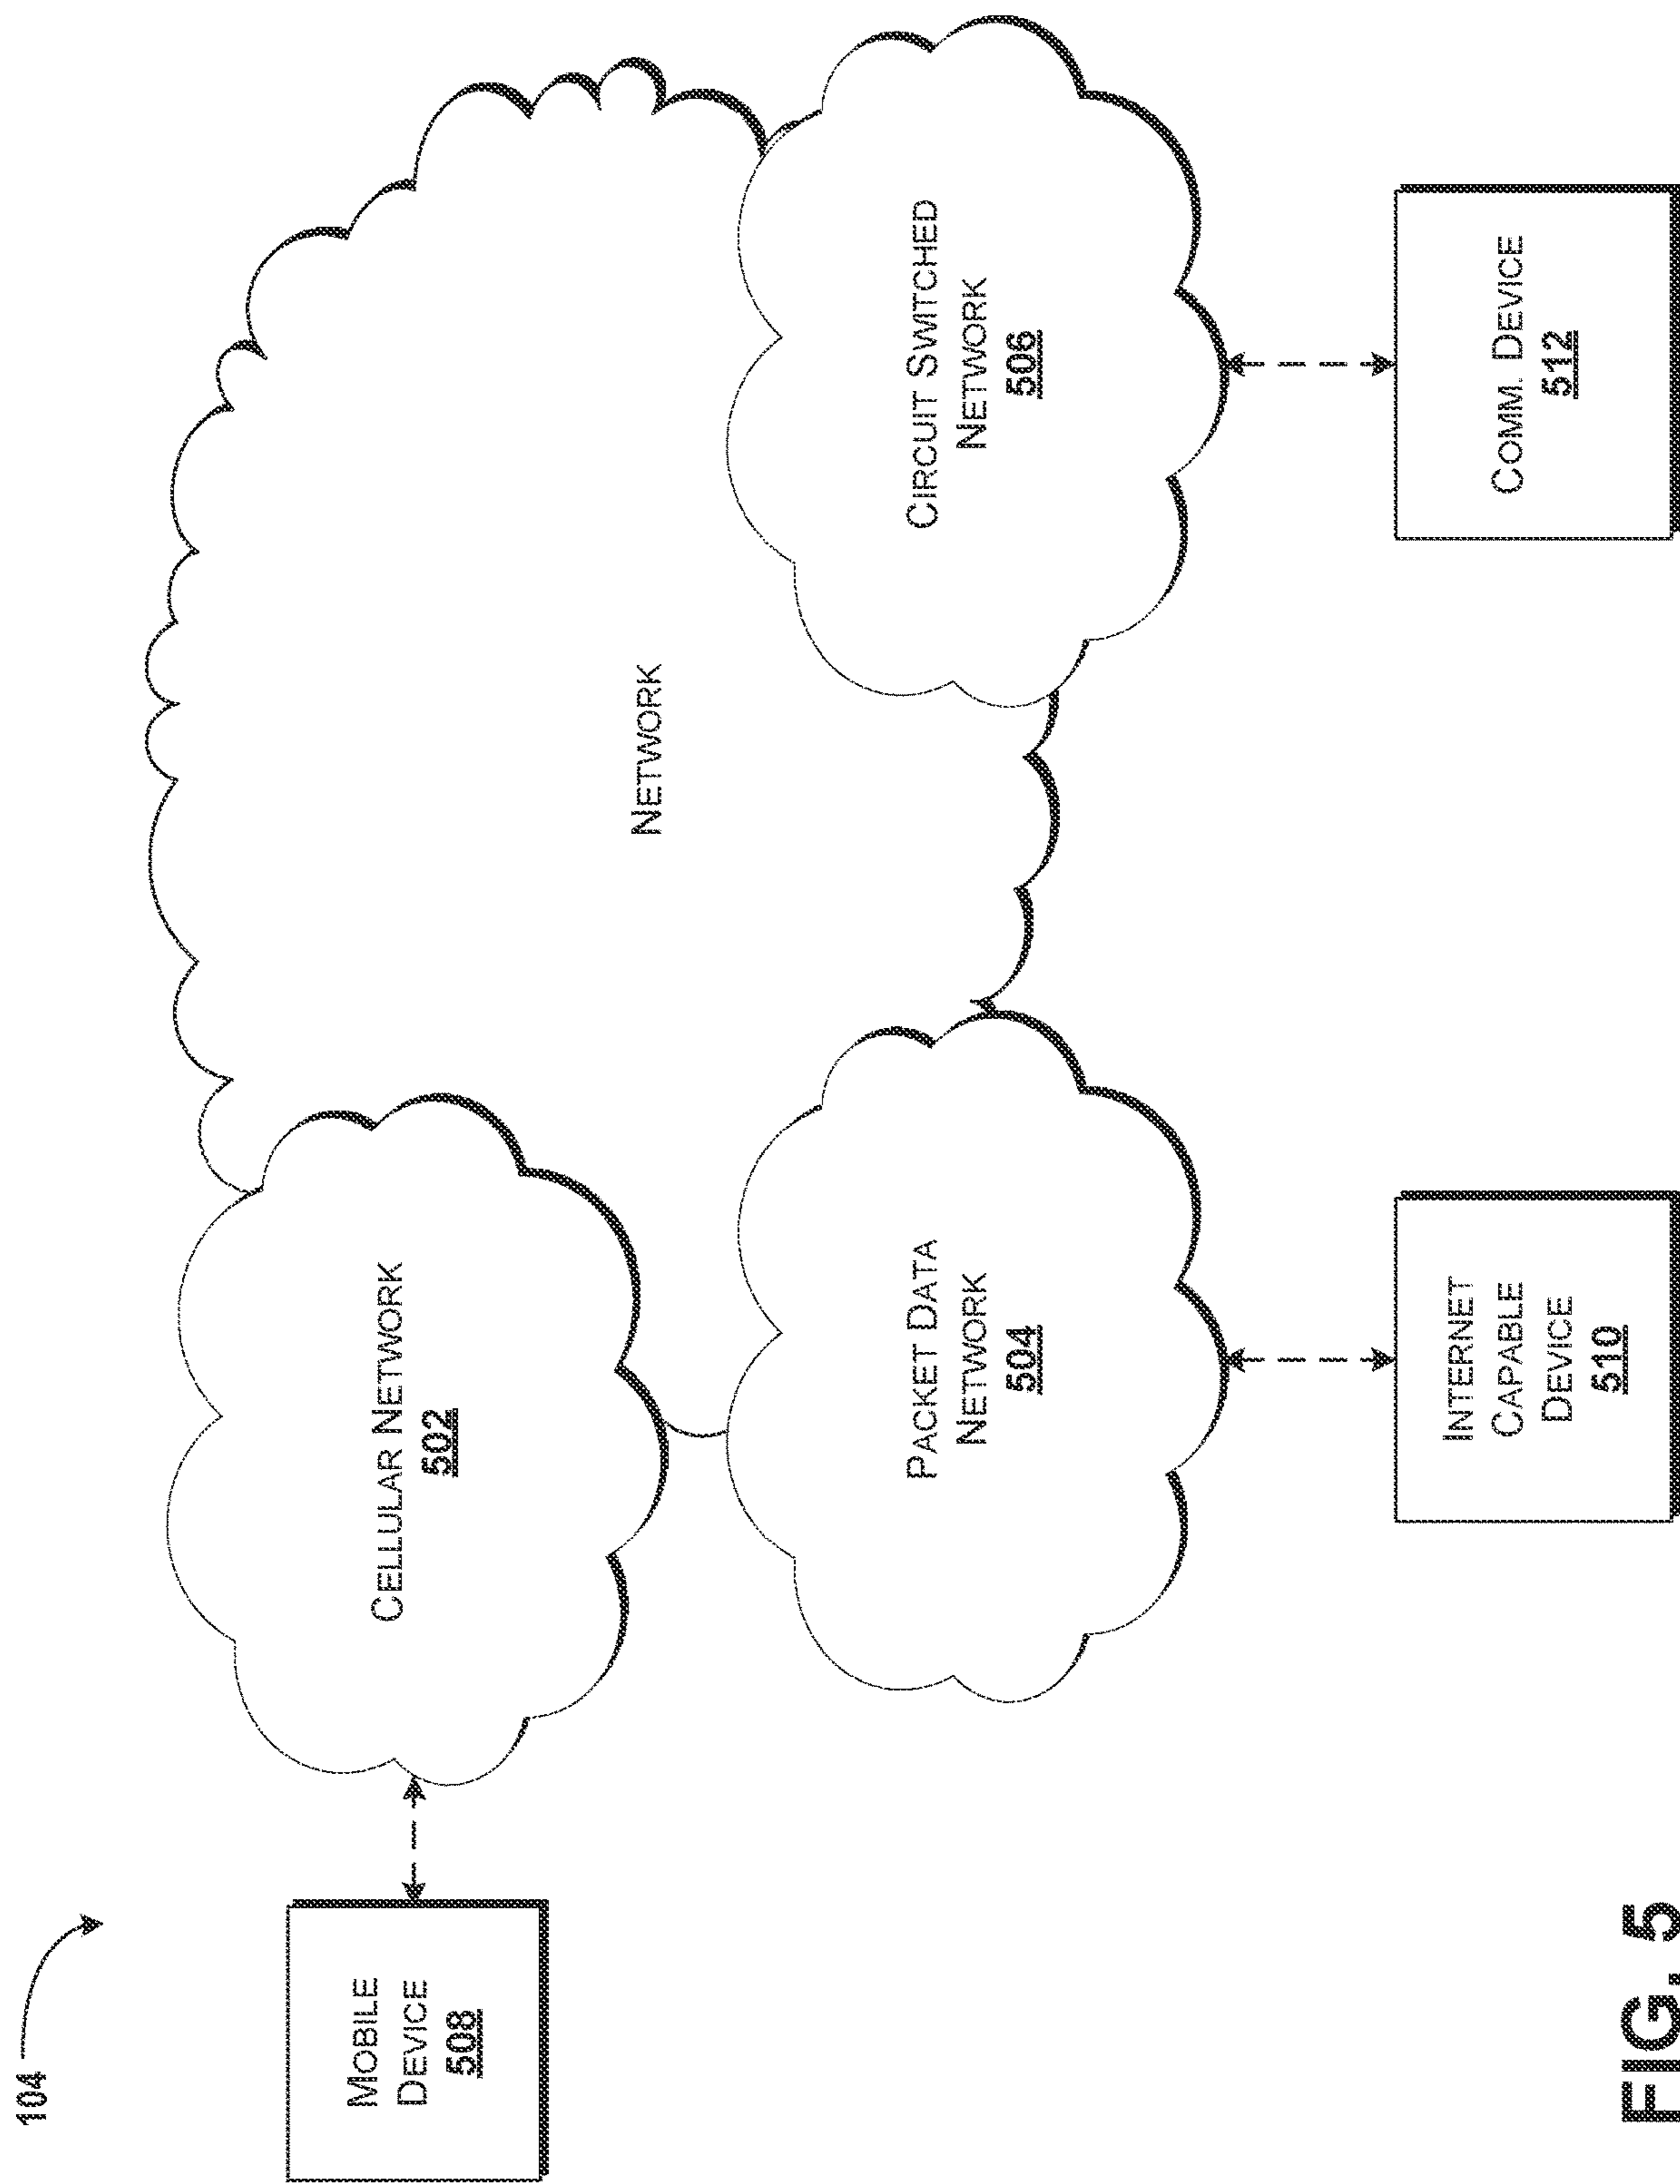 104
MOBILE
DEVICE
508
CELLULAR NETWORK
502
NETWORK
PACKET DATA
NETWORK
504
CIRCUIT SWITCHED
NETWORK
506
INTERNET
CAPABLE
DEVICE
510
COMM. DEVICE
512
FIG. 5